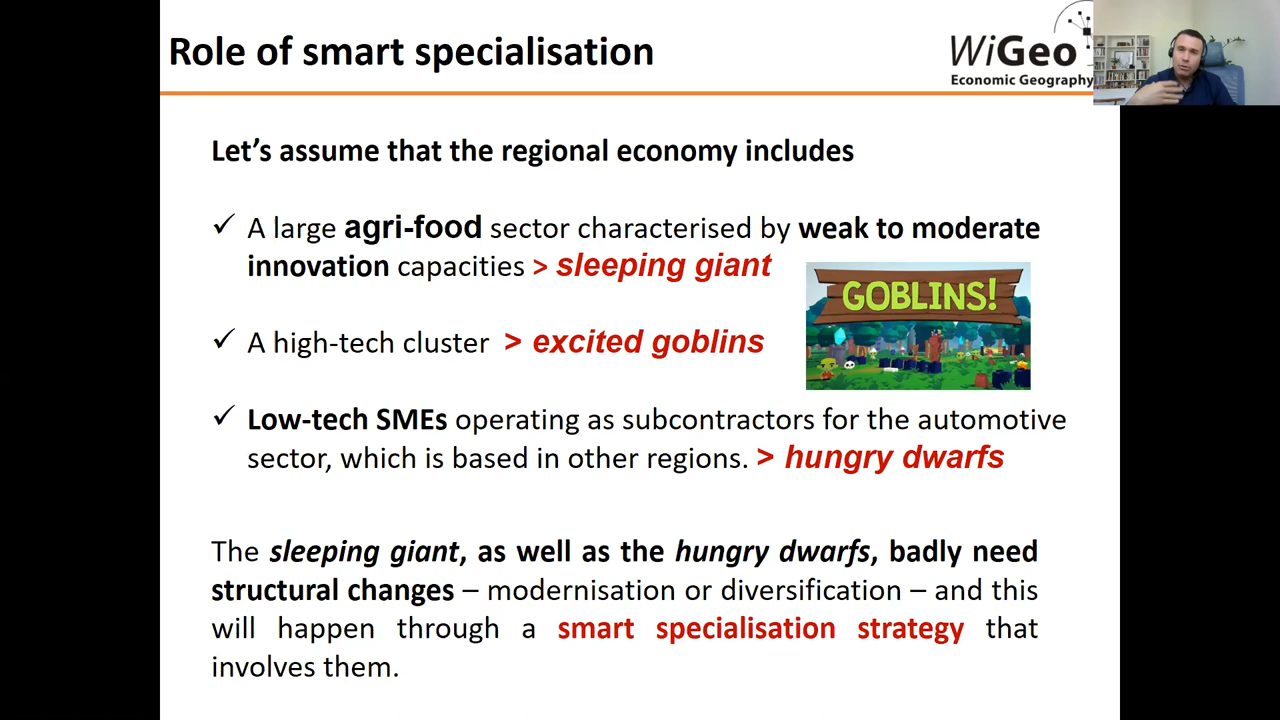 Role of smart specialisation
WiGeo
Economic Geography
Let's assume that the regional economy includes
✓ A large agri-food sector characterised by weak to moderate
innovation capacities > sleeping giant
GOBLINS!
✓ A high-tech cluster > excited goblins
✓ Low-tech SMEs operating as subcontractors for the automotive
sector, which is based in other regions. > hungry dwarfs
The sleeping giant, as well as the hungry dwarfs, badly need
structural changes – modernisation or diversification – and this
will happen through a smart specialisation strategy that
involves them.